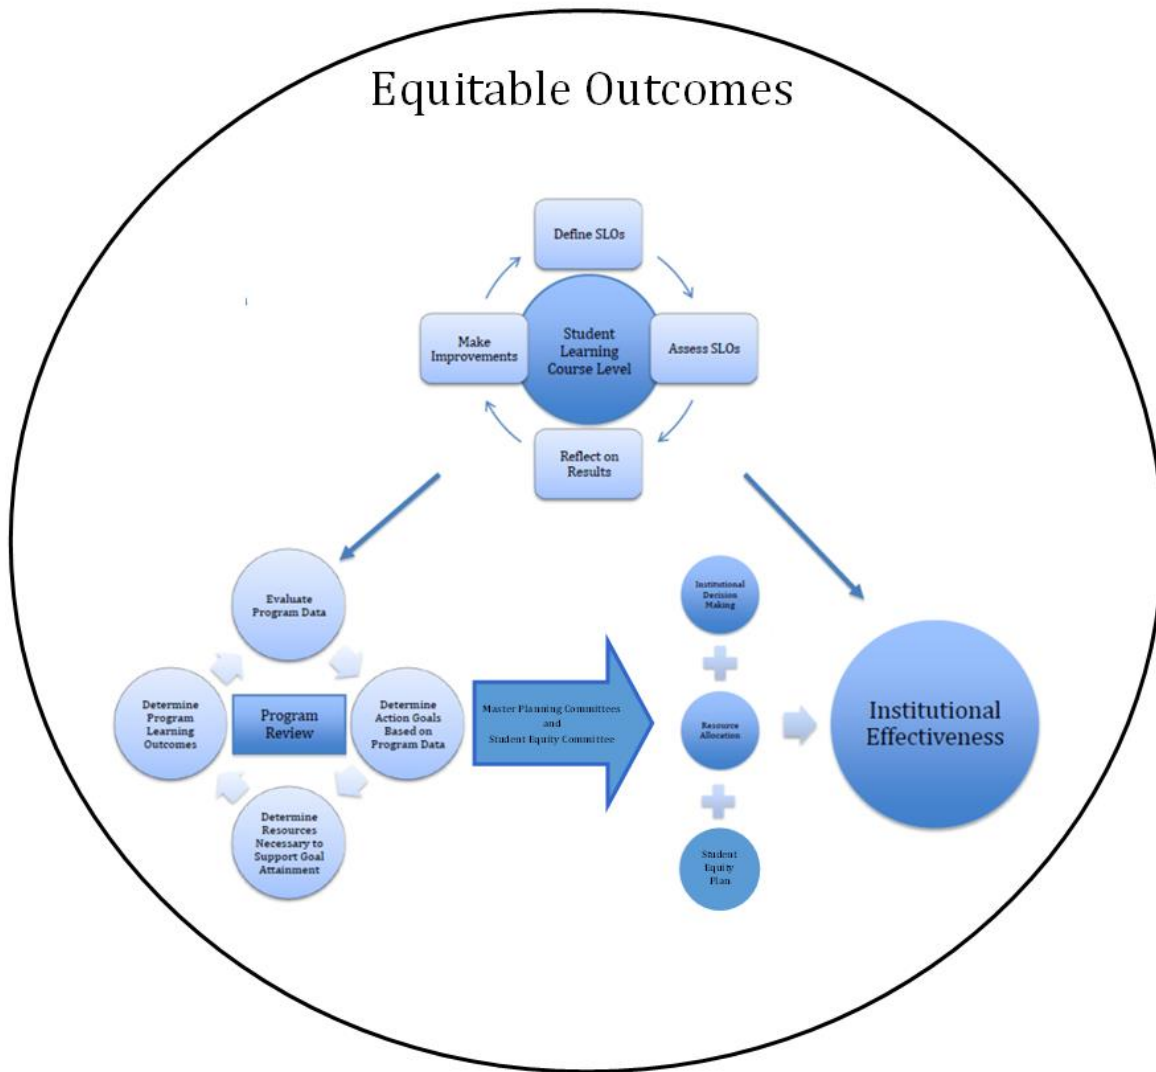 Equitable Outcomes
Define SLOs
Student
Learning
Course Level
Make
Improvements
Assess SLOs
Reflect on
Results
Evaluate
Program Data
Determine
Program
Learning
Outcomes
Program
Review
Determine
Action Goals
Based on
Program Data
Determine
Resources
Necessary to
Support Goal
Attainment
Master Planning Committees
and
Student Equity Committee
Institutional
Decision
Making
Resource
Allocation
Student
Equity
Plan
Institutional
Effectiveness